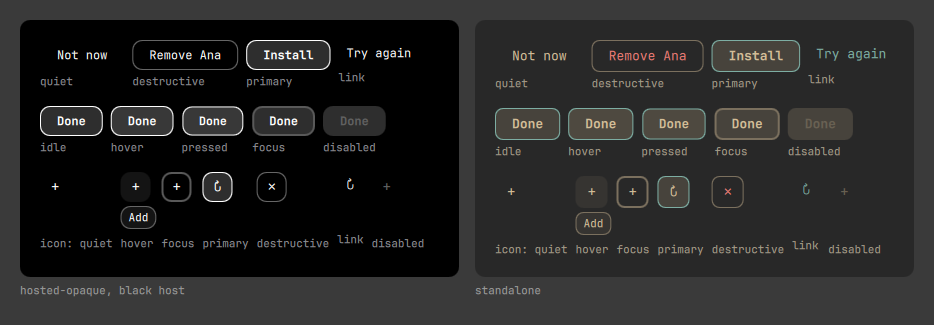 Not now Remove Ana Install Try again
quiet destructive primary link
Done Done Done Done Done
idle hover pressed focus disabled
+ + + × +
Add
icon: quiet hover focus primary destructive link disabled
hosted-opaque, black host
Not now Remove Ana Install Try again
quiet destructive primary link
Done Done Done Done Done
idle hover pressed focus disabled
+ + + × +
Add
icon: quiet hover focus primary destructive link disabled
standalone